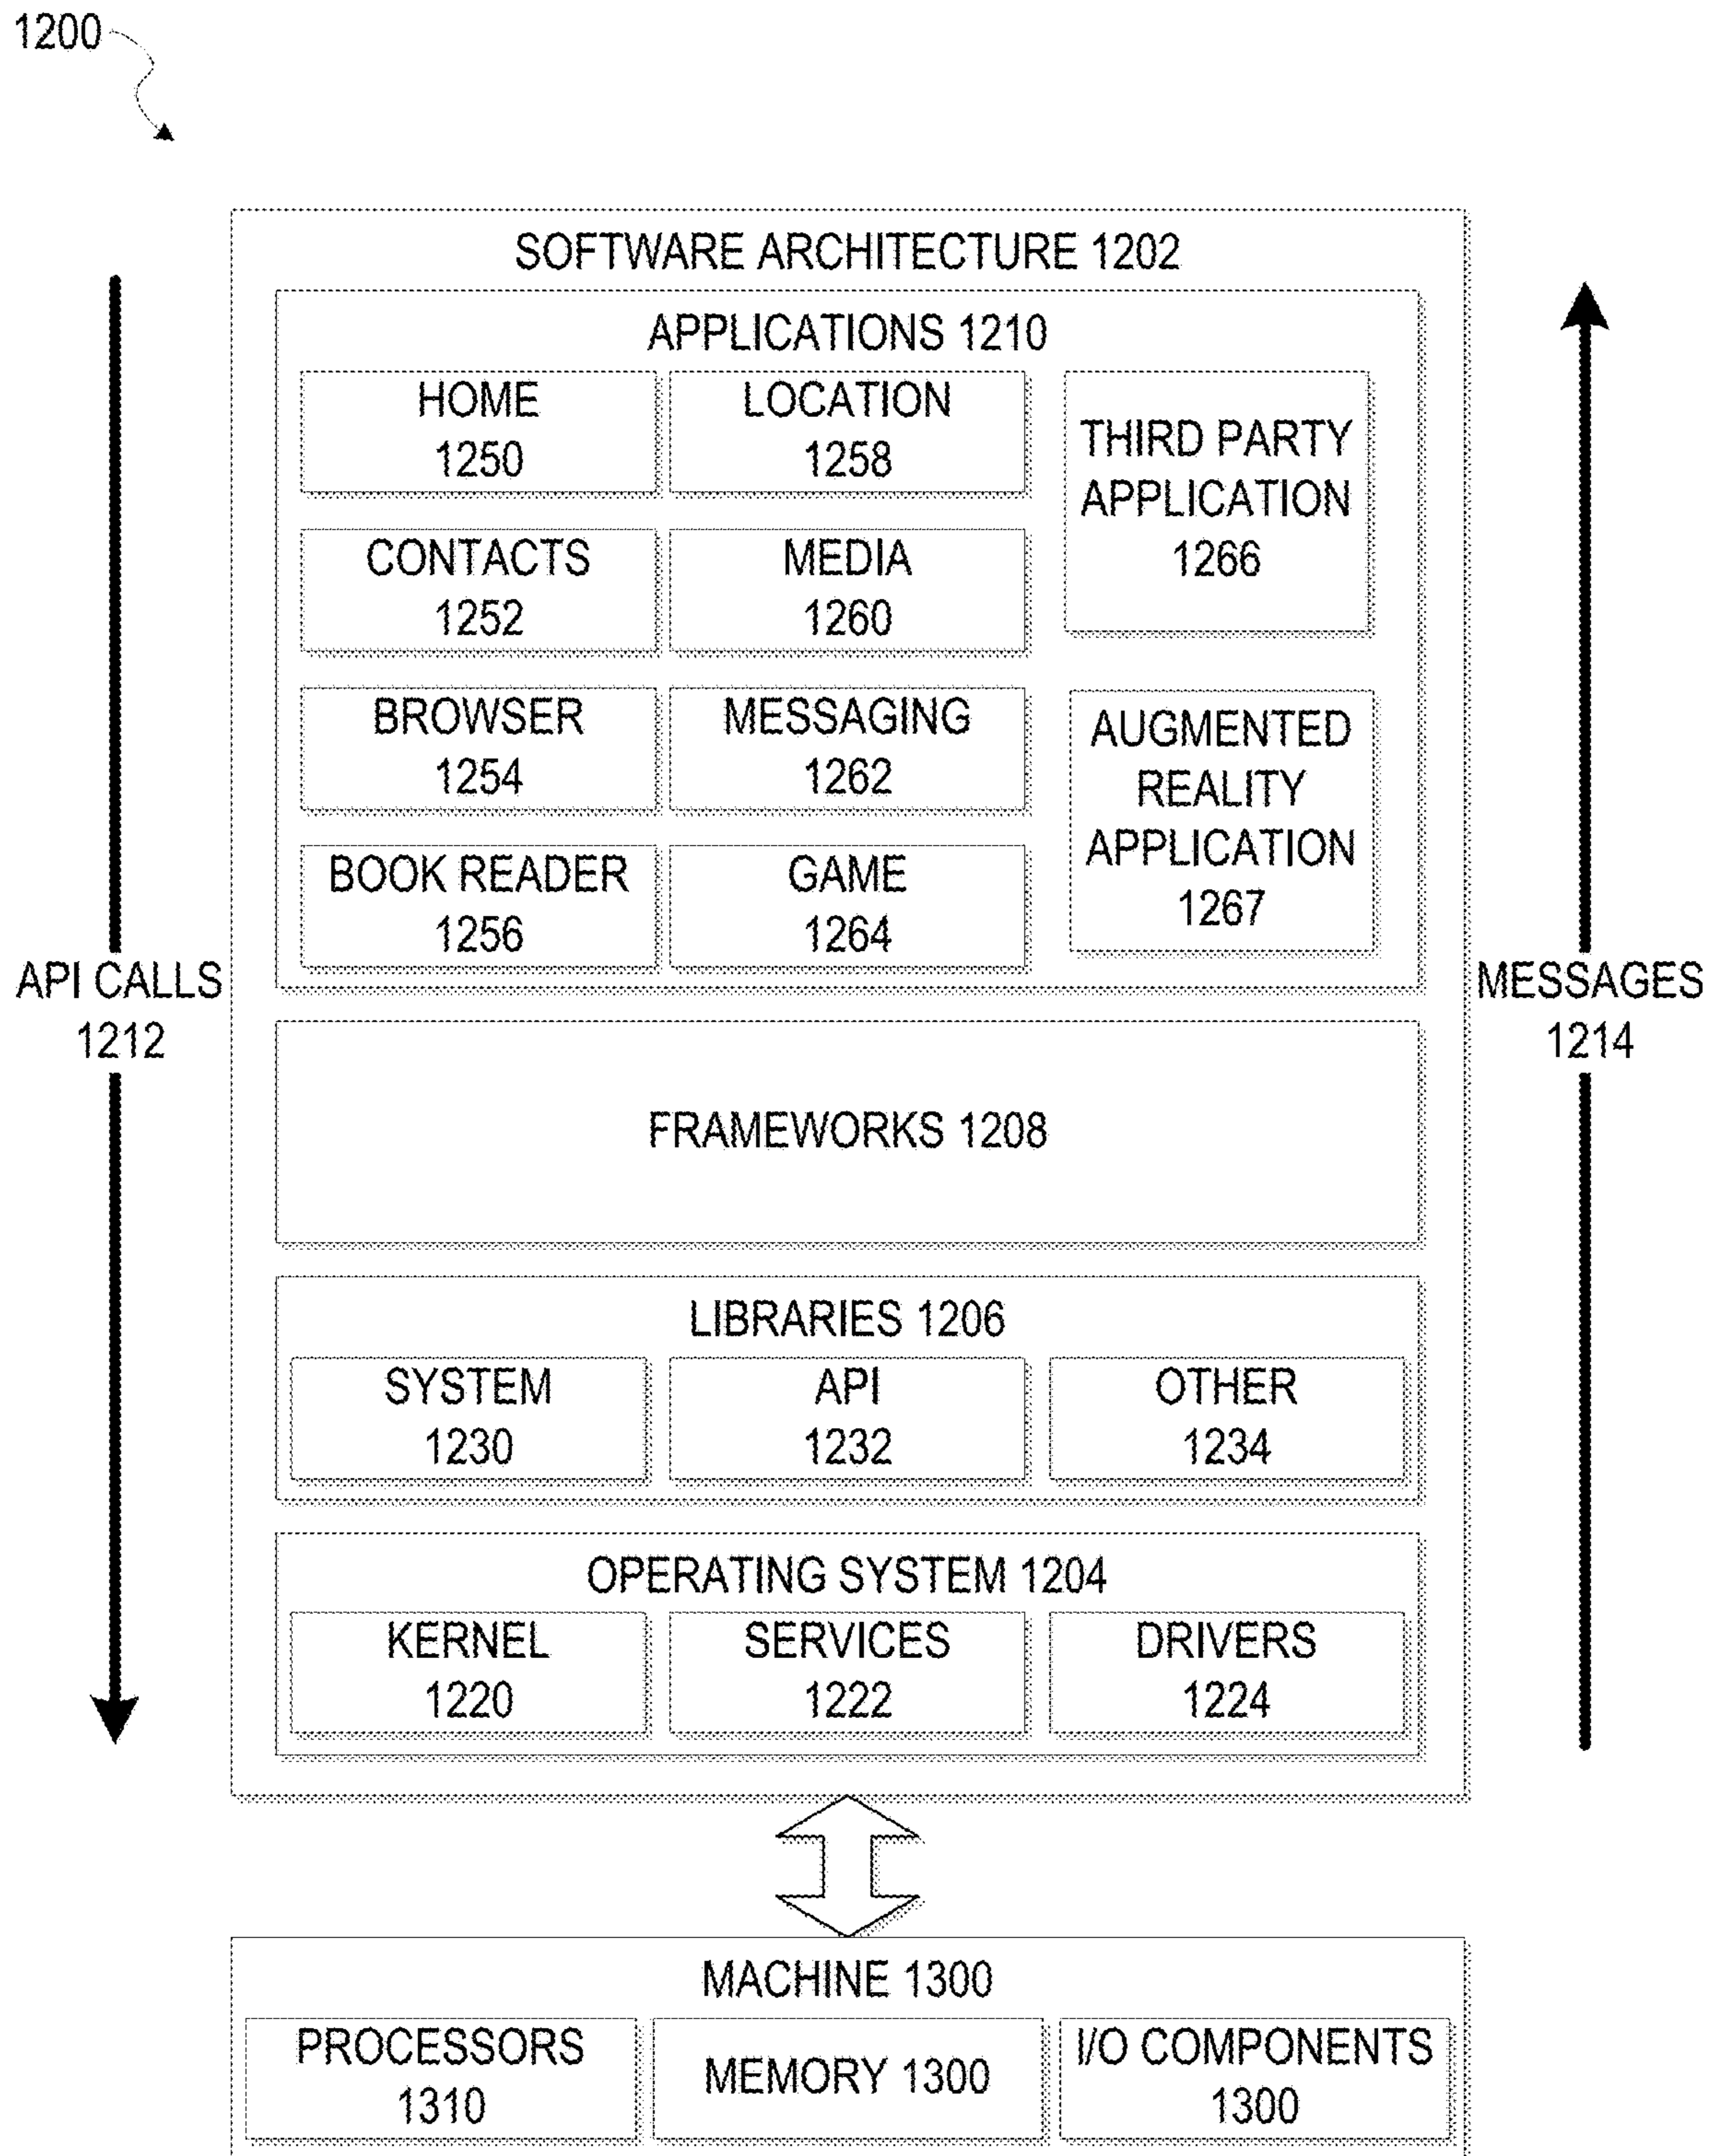 1200
SOFTWARE ARCHITECTURE 1202
APPLICATIONS 1210
HOME
1250
LOCATION
1258
THIRD PARTY
APPLICATION
1266
CONTACTS
1252
MEDIA
1260
BROWSER
1254
MESSAGING
1262
AUGMENTED
REALITY
APPLICATION
1267
BOOK READER
1256
GAME
1264
API CALLS
1212
MESSAGES
1214
FRAMEWORKS 1208
LIBRARIES 1206
SYSTEM
1230
API
1232
OTHER
1234
OPERATING SYSTEM 1204
KERNEL
1220
SERVICES
1222
DRIVERS
1224
MACHINE 1300
PROCESSORS
1310
MEMORY 1300
I/O COMPONENTS
1300